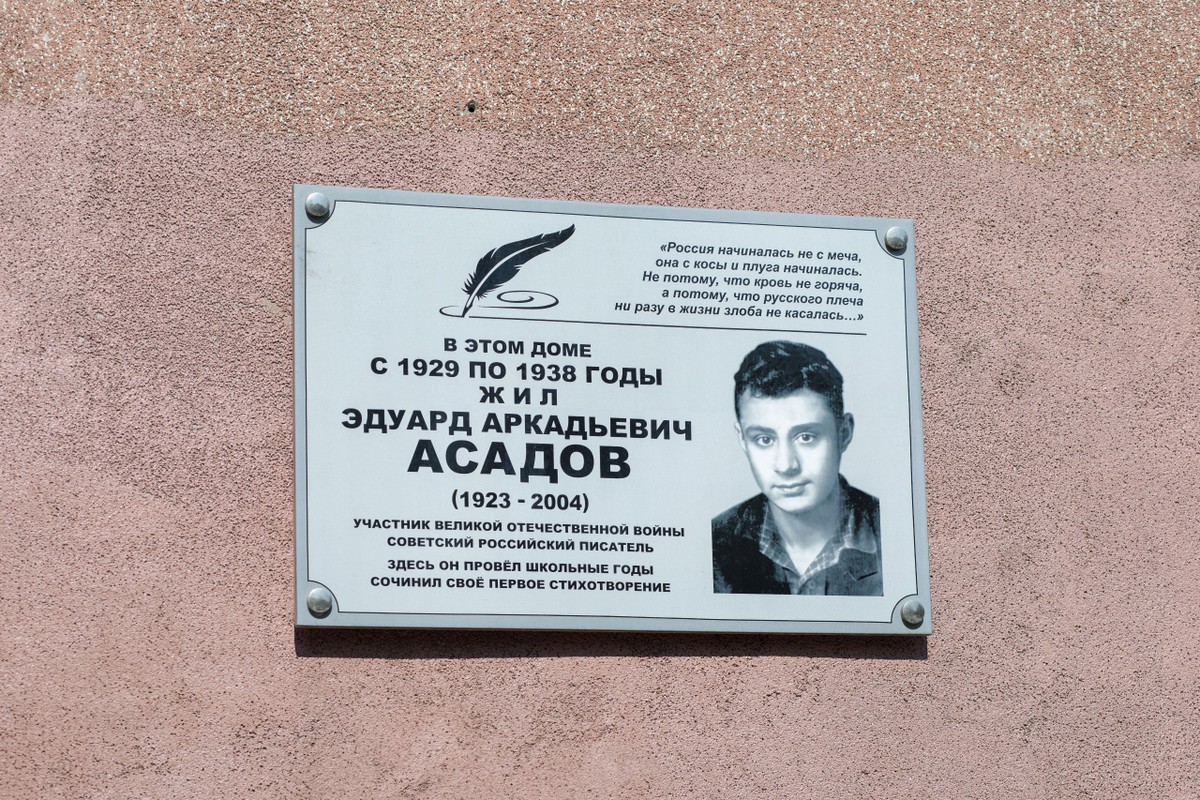 «Россия начиналась не с меча,
она с косы и плуга начиналась.
Не потому, что кровь не горяча,
а потому, что русского плеча
ни разу в жизни злоба не касалась...»
В ЭТОМ ДОМЕ
С 1929 ПО 1938 ГОДЫ
Ж И Л
ЭДУАРД АРКАДЬЕВИЧ
АСАДОВ
(1923 - 2004)
УЧАСТНИК ВЕЛИКОЙ ОТЕЧЕСТВЕННОЙ ВОЙНЫ
СОВЕТСКИЙ РОССИЙСКИЙ ПИСАТЕЛЬ
ЗДЕСЬ ОН ПРОВЁЛ ШКОЛЬНЫЕ ГОДЫ
СОЧИНИЛ СВОЁ ПЕРВОЕ СТИХОТВОРЕНИЕ